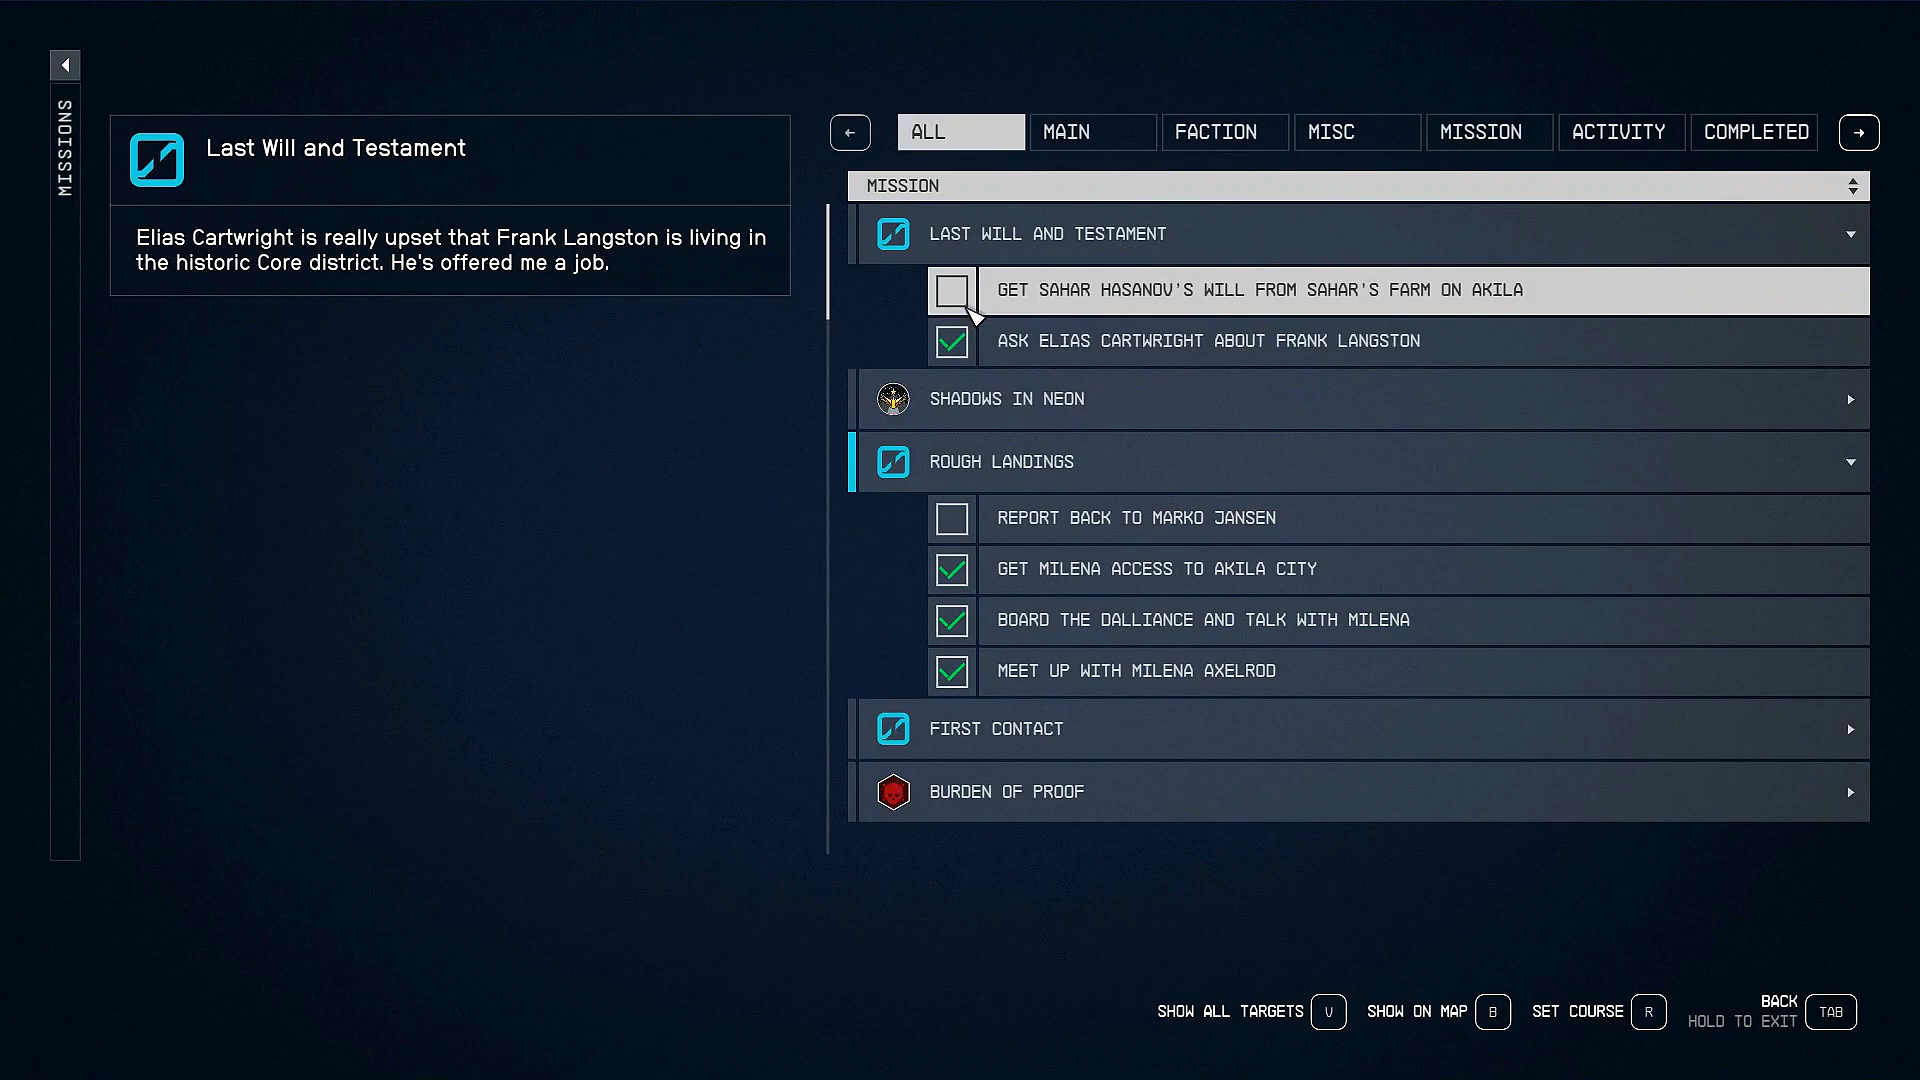 MISSIONS
Last Will and Testament
Elias Cartwright is really upset that Frank Langston is living in
the historic Core district. He's offered me a job.
ALL
MAIN
FACTION
MISC
MISSION
ACTIVITY
COMPLETED
MISSION
LAST WILL AND TESTAMENT
GET SAHAR HASANOV'S WILL FROM SAHAR'S FARM ON AKILA
ASK ELIAS CARTWRIGHT ABOUT FRANK LANGSTON
SHADOWS IN NEON
ROUGH LANDINGS
REPORT BACK TO MARKO JANSEN
GET MILENA ACCESS TO AKILA CITY
BOARD THE DALLIANCE AND TALK WITH MILENA
MEET UP WITH MILENA AXELROD
FIRST CONTACT
BURDEN OF PROOF
SHOW ALL TARGETS V
SHOW ON MAP B
SET COURSE R
BACK
HOLD TO EXIT
TAB